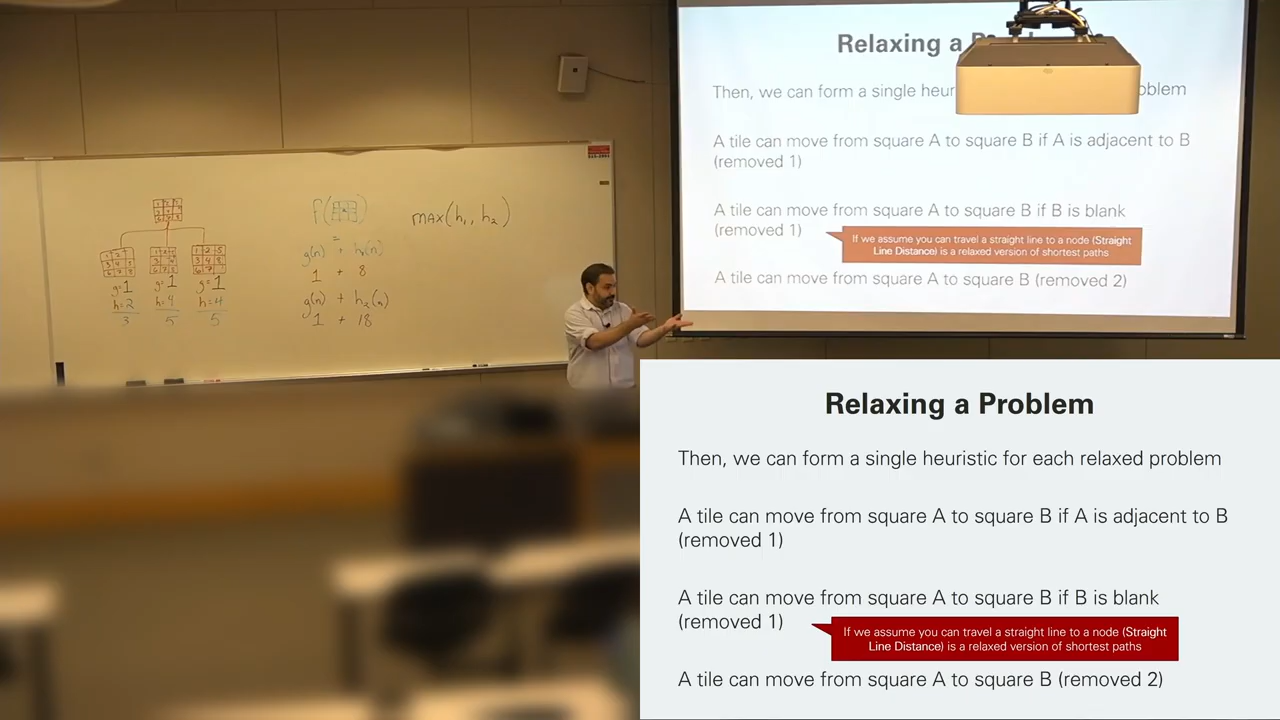 Relaxing a P
Then, we can form a single heur oblem
A tile can move from square A to square B if A is adjacent to B
(removed 1)
A tile can move from square A to square B if B is blank
(removed 1)
If we assume you can travel a straight line to a node (Straight
Line Distance) is a relaxed version of shortest paths
A tile can move from square A to square B (removed 2)
f( )
=
g(n) + h(n)
1 + 8
g(n) + h2(n)
1 + 18
max(h1, h2)
g=1 g=1 g=1
h=2 h=4 h=4
3 5 5
Relaxing a Problem
Then, we can form a single heuristic for each relaxed problem
A tile can move from square A to square B if A is adjacent to B
(removed 1)
A tile can move from square A to square B if B is blank
(removed 1)
If we assume you can travel a straight line to a node (Straight
Line Distance) is a relaxed version of shortest paths
A tile can move from square A to square B (removed 2)